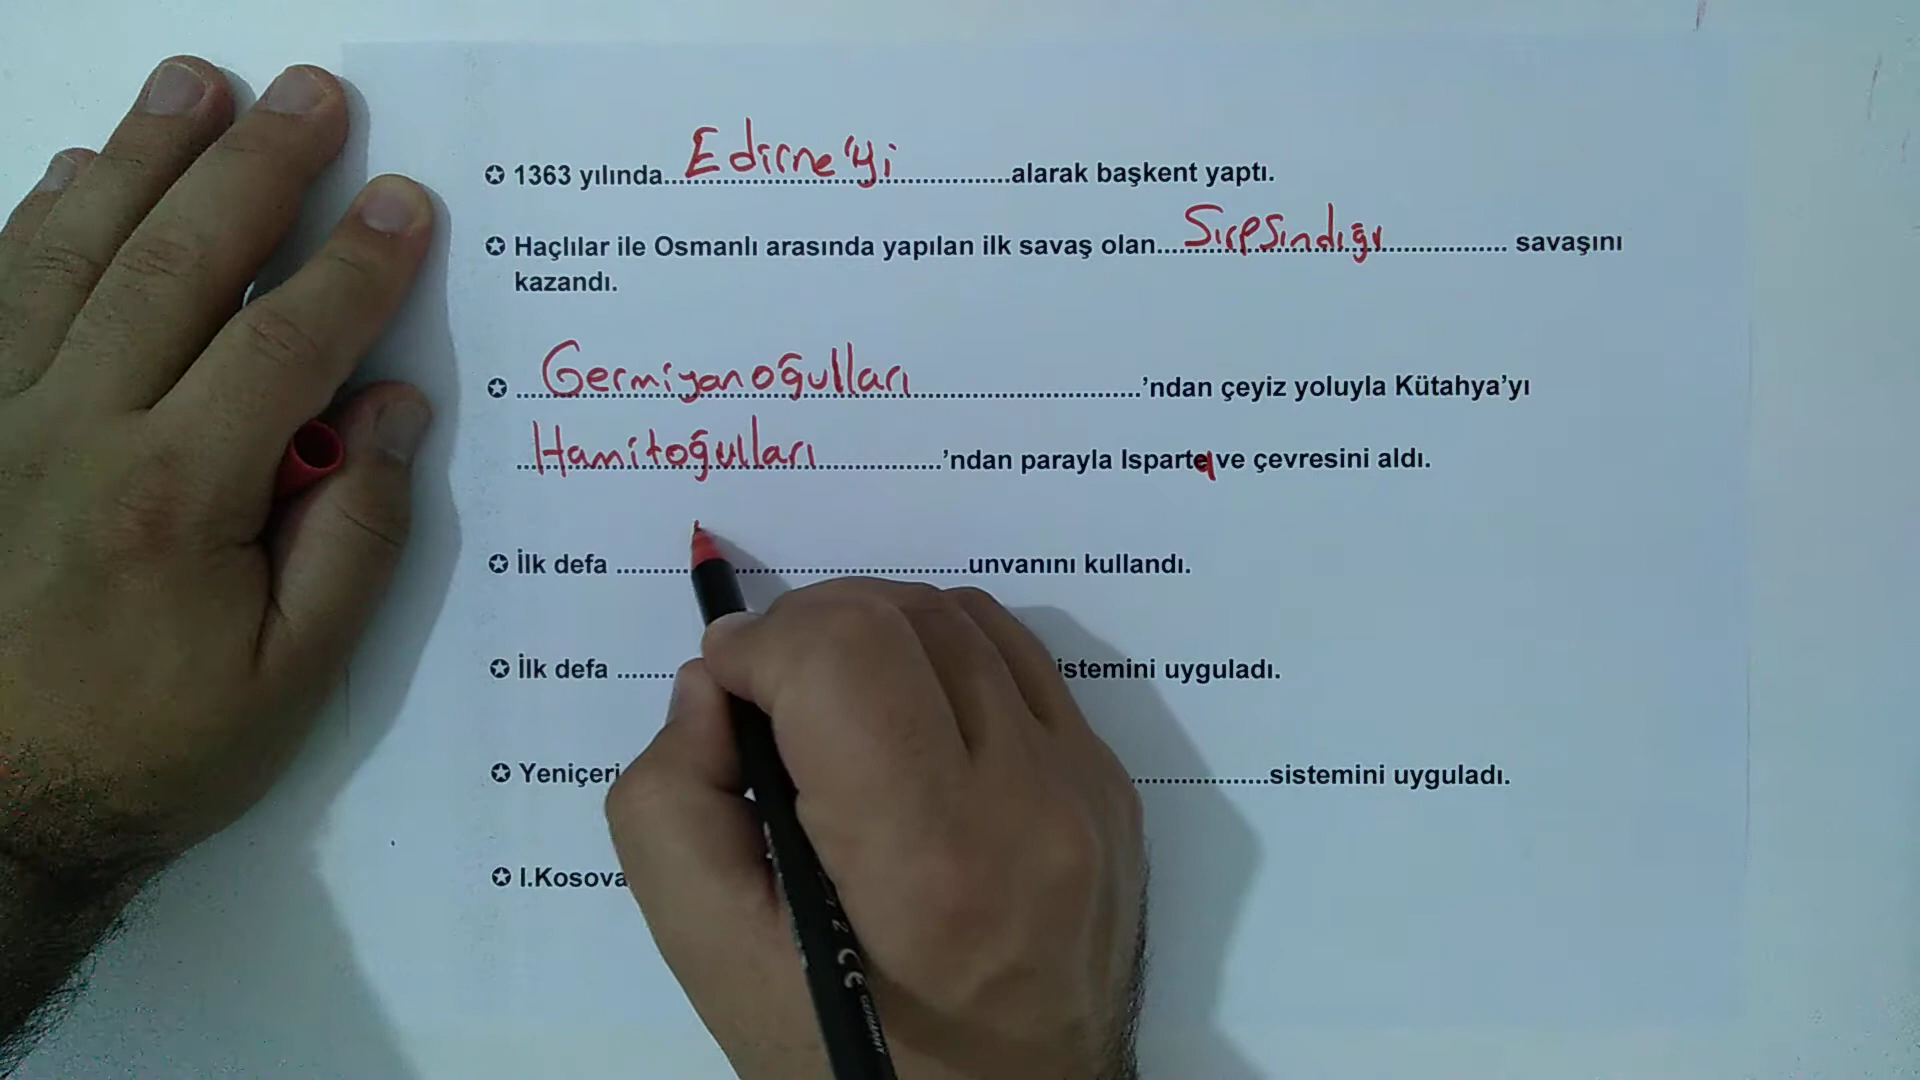 ✪ 1363 yılında.....Edirne'yi.....alarak başkent yaptı.
✪ Haçlılar ile Osmanlı arasında yapılan ilk savaş olan.....Sırpsındığı..... savaşını
kazandı.
✪ .....Germiyanoğulları.....'ndan çeyiz yoluyla Kütahya'yı
.....Hamitoğulları.....'ndan parayla Isparta ve çevresini aldı.
✪ İlk defa ..........unvanını kullandı.
✪ İlk defa ........ istemini uyguladı.
✪ Yeniçeri ..........sistemini uyguladı.
✪ I.Kosova